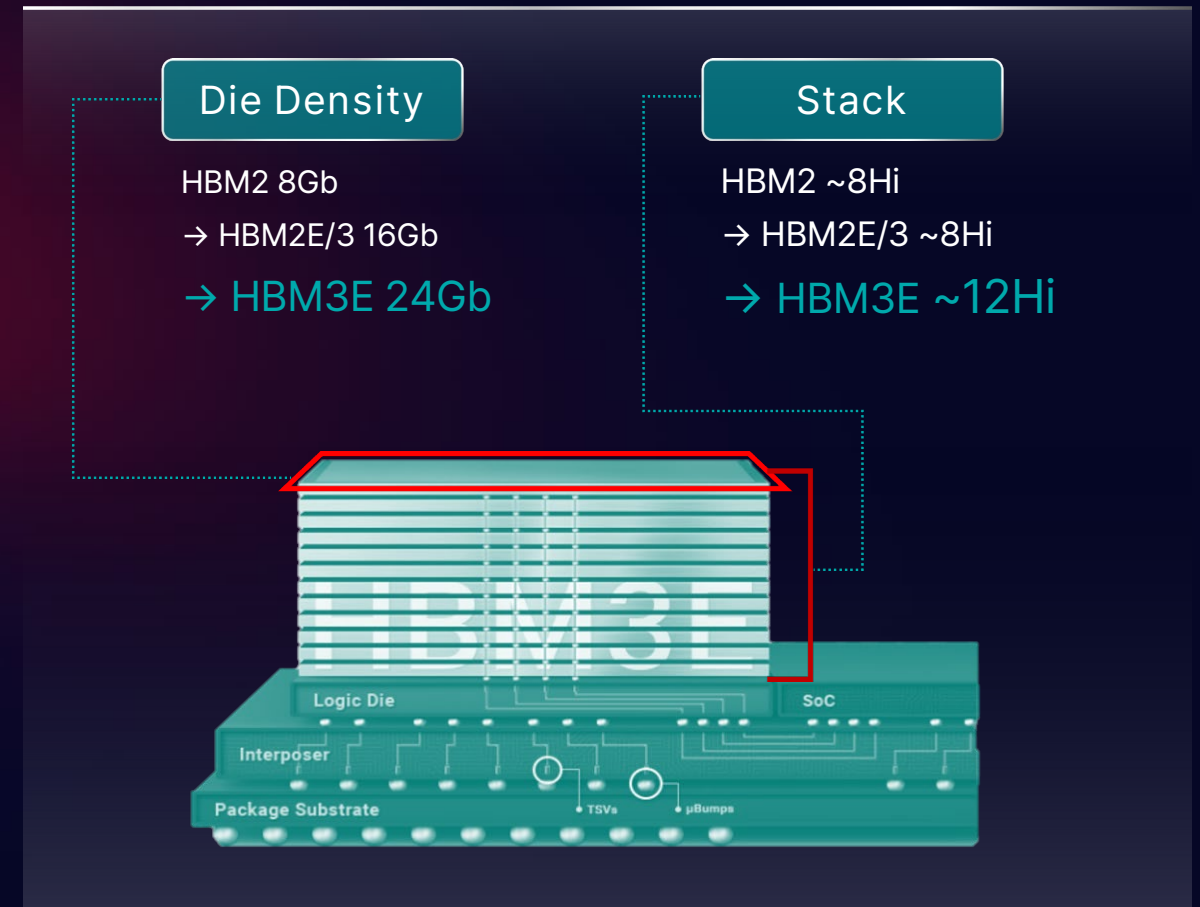 Die Density
HBM2 8Gb
→ HBM2E/3 16Gb
→ HBM3E 24Gb
Stack
HBM2 ~8Hi
→ HBM2E/3 ~8Hi
→ HBM3E ~12Hi
HBM3E
Logic Die
SoC
Interposer
Package Substrate
TSVs
μBumps